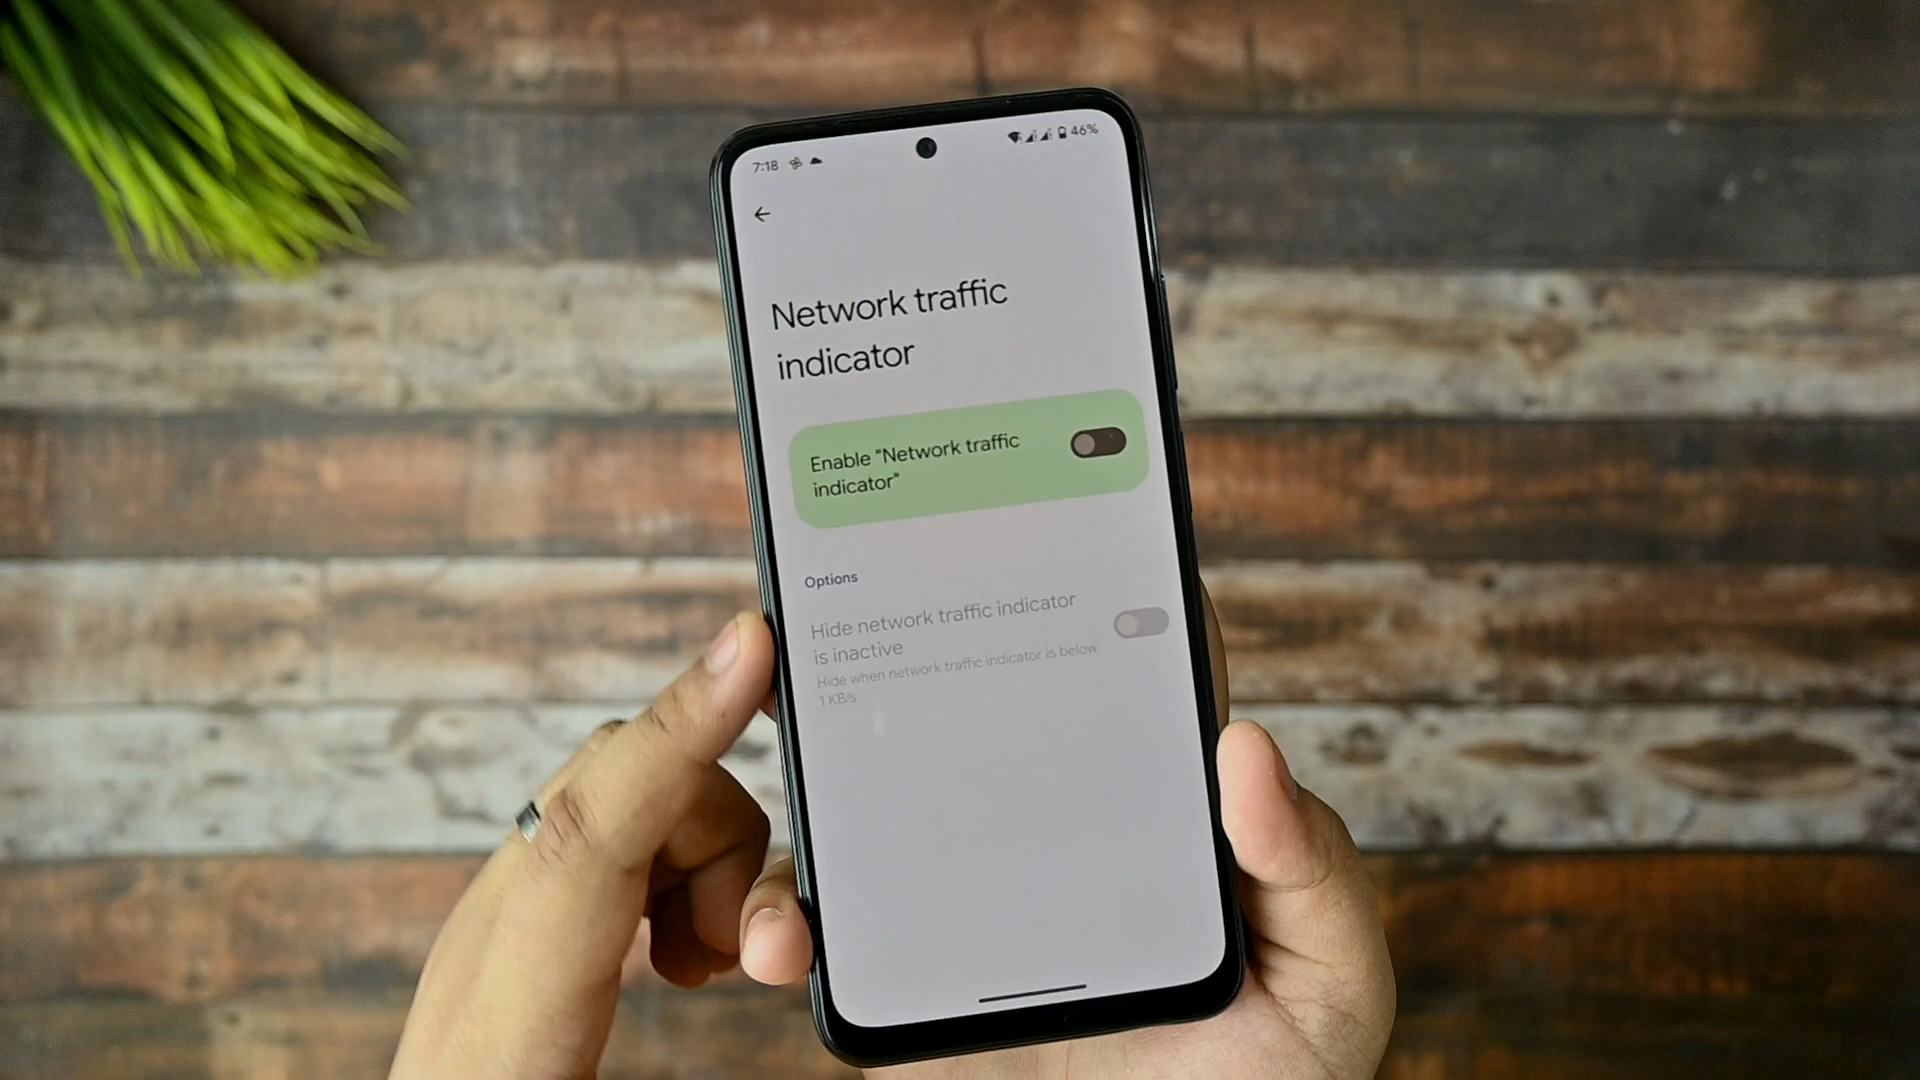 7:18 46%
Network traffic
indicator
Enable "Network traffic
indicator"
Options
Hide network traffic indicator
is inactive
Hide when network traffic indicator is below
1 KB/s